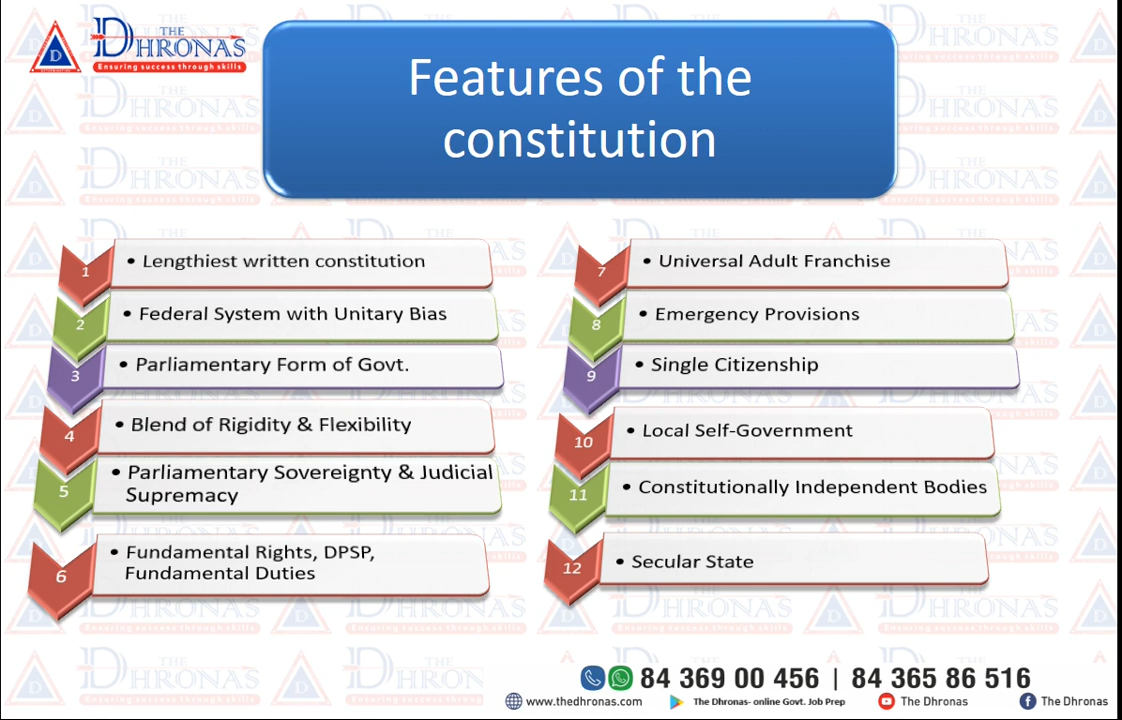 THE
DHRONAS
Ensuring success through skills
D
Features of the
constitution
1
• Lengthiest written constitution
2
• Federal System with Unitary Bias
3
• Parliamentary Form of Govt.
4
• Blend of Rigidity & Flexibility
5
• Parliamentary Sovereignty & Judicial
Supremacy
6
• Fundamental Rights, DPSP,
Fundamental Duties
7
• Universal Adult Franchise
8
• Emergency Provisions
9
• Single Citizenship
10
• Local Self-Government
11
• Constitutionally Independent Bodies
12
• Secular State
84 369 00 456 | 84 365 86 516
www.thedhronas.com
The Dhronas- online Govt. Job Prep
The Dhronas
The Dhronas